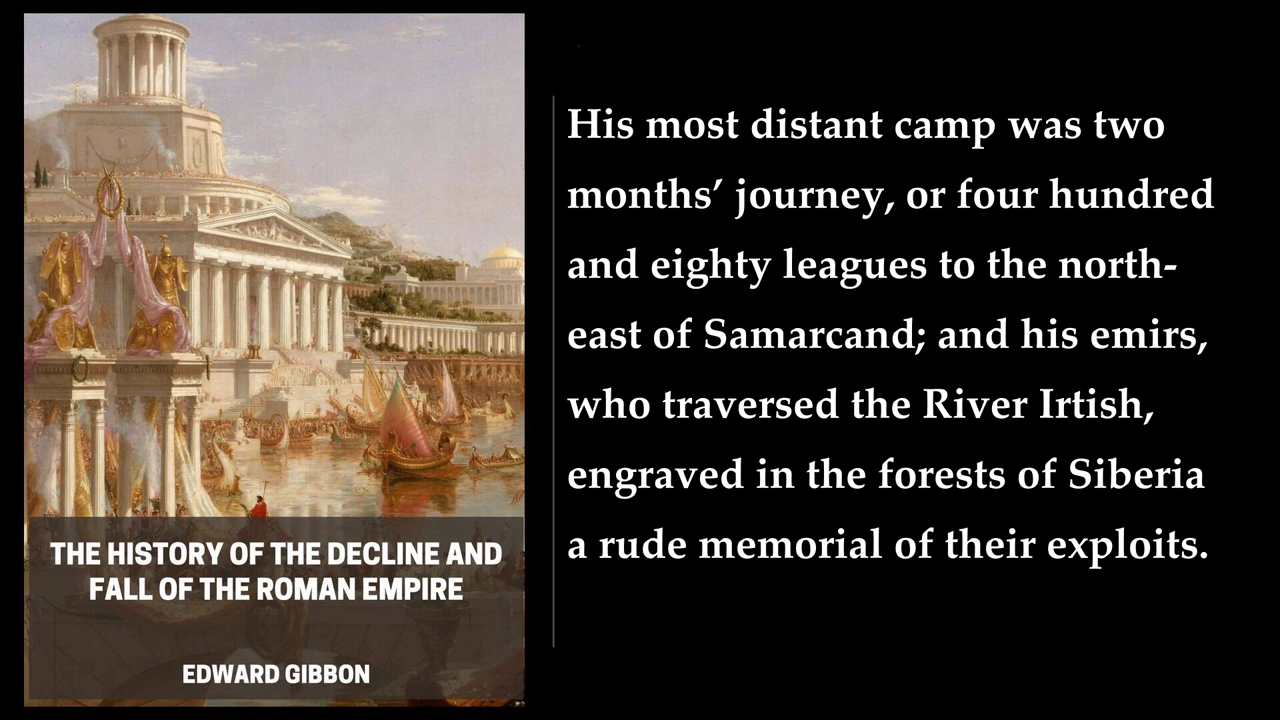 THE HISTORY OF THE DECLINE AND
FALL OF THE ROMAN EMPIRE
EDWARD GIBBON
His most distant camp was two
months’ journey, or four hundred
and eighty leagues to the north-
east of Samarcand; and his emirs,
who traversed the River Irtish,
engraved in the forests of Siberia
a rude memorial of their exploits.